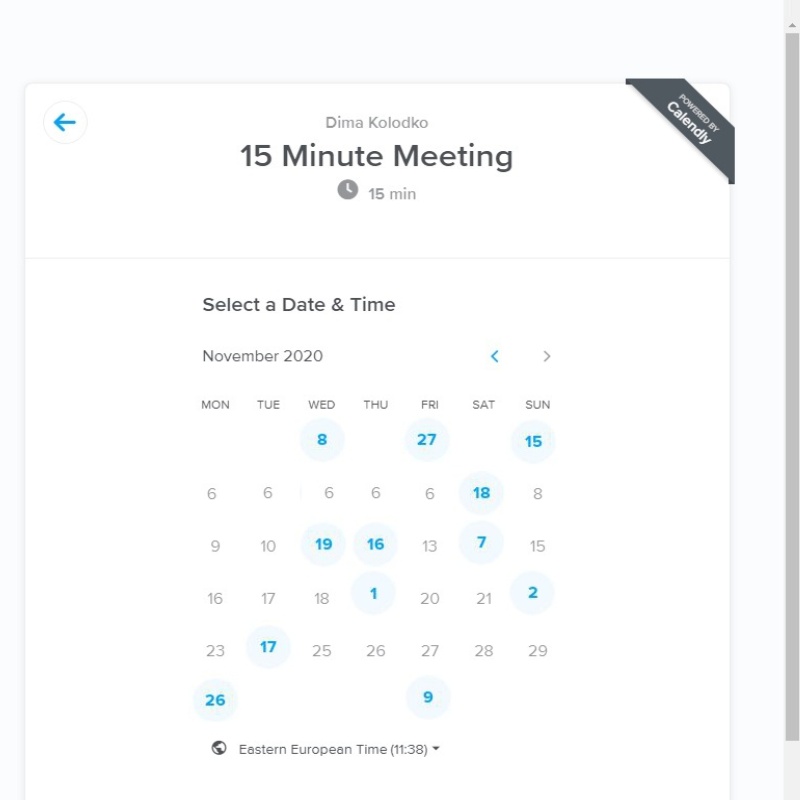 POWERED BY
Calendly
Dima Kolodko
15 Minute Meeting
15 min
Select a Date & Time
November 2020
MON TUE WED THU FRI SAT SUN
8 27 15
6 6 6 6 6 18 8
9 10 19 16 13 7 15
16 17 18 1 20 21 2
23 17 25 26 27 28 29
26 9
Eastern European Time (11:38)